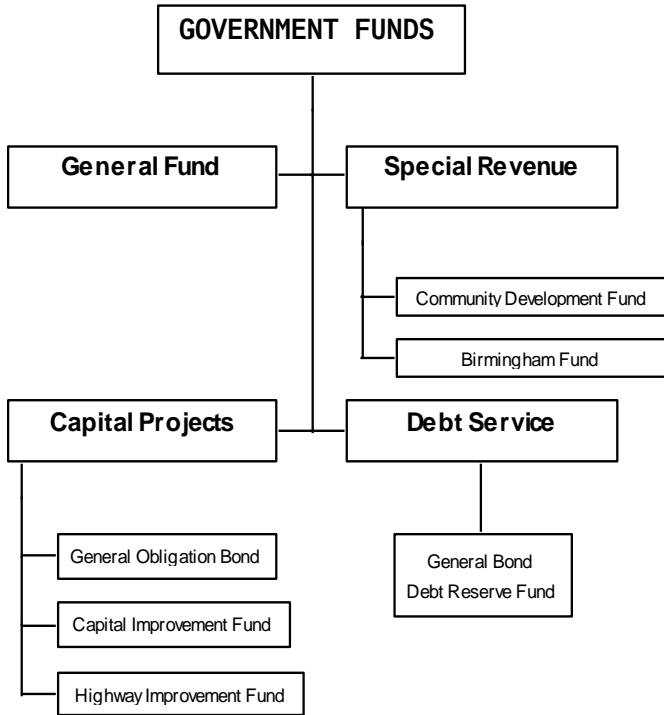 GOVERNMENT FUNDS
General Fund
Special Revenue
Community Development Fund
Birmingham Fund
Capital Projects
Debt Service
General Obligation Bond
Capital Improvement Fund
Highway Improvement Fund
General Bond
Debt Reserve Fund